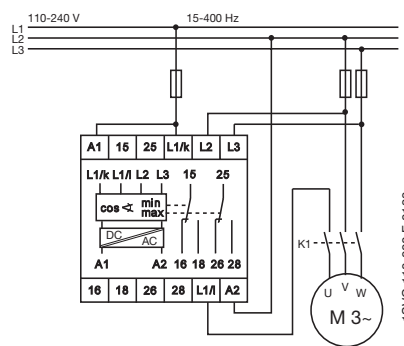 110-240 V 15-400 Hz
L1
L2
L3
A1 15 25 L1/k L2 L3
L1/k L1/l L2 L3 15 25
cos ∢ min
max
DC
AC
A1 A2 16 18 26 28
16 18 26 28 L1/l A2
K1
U V W
M 3~